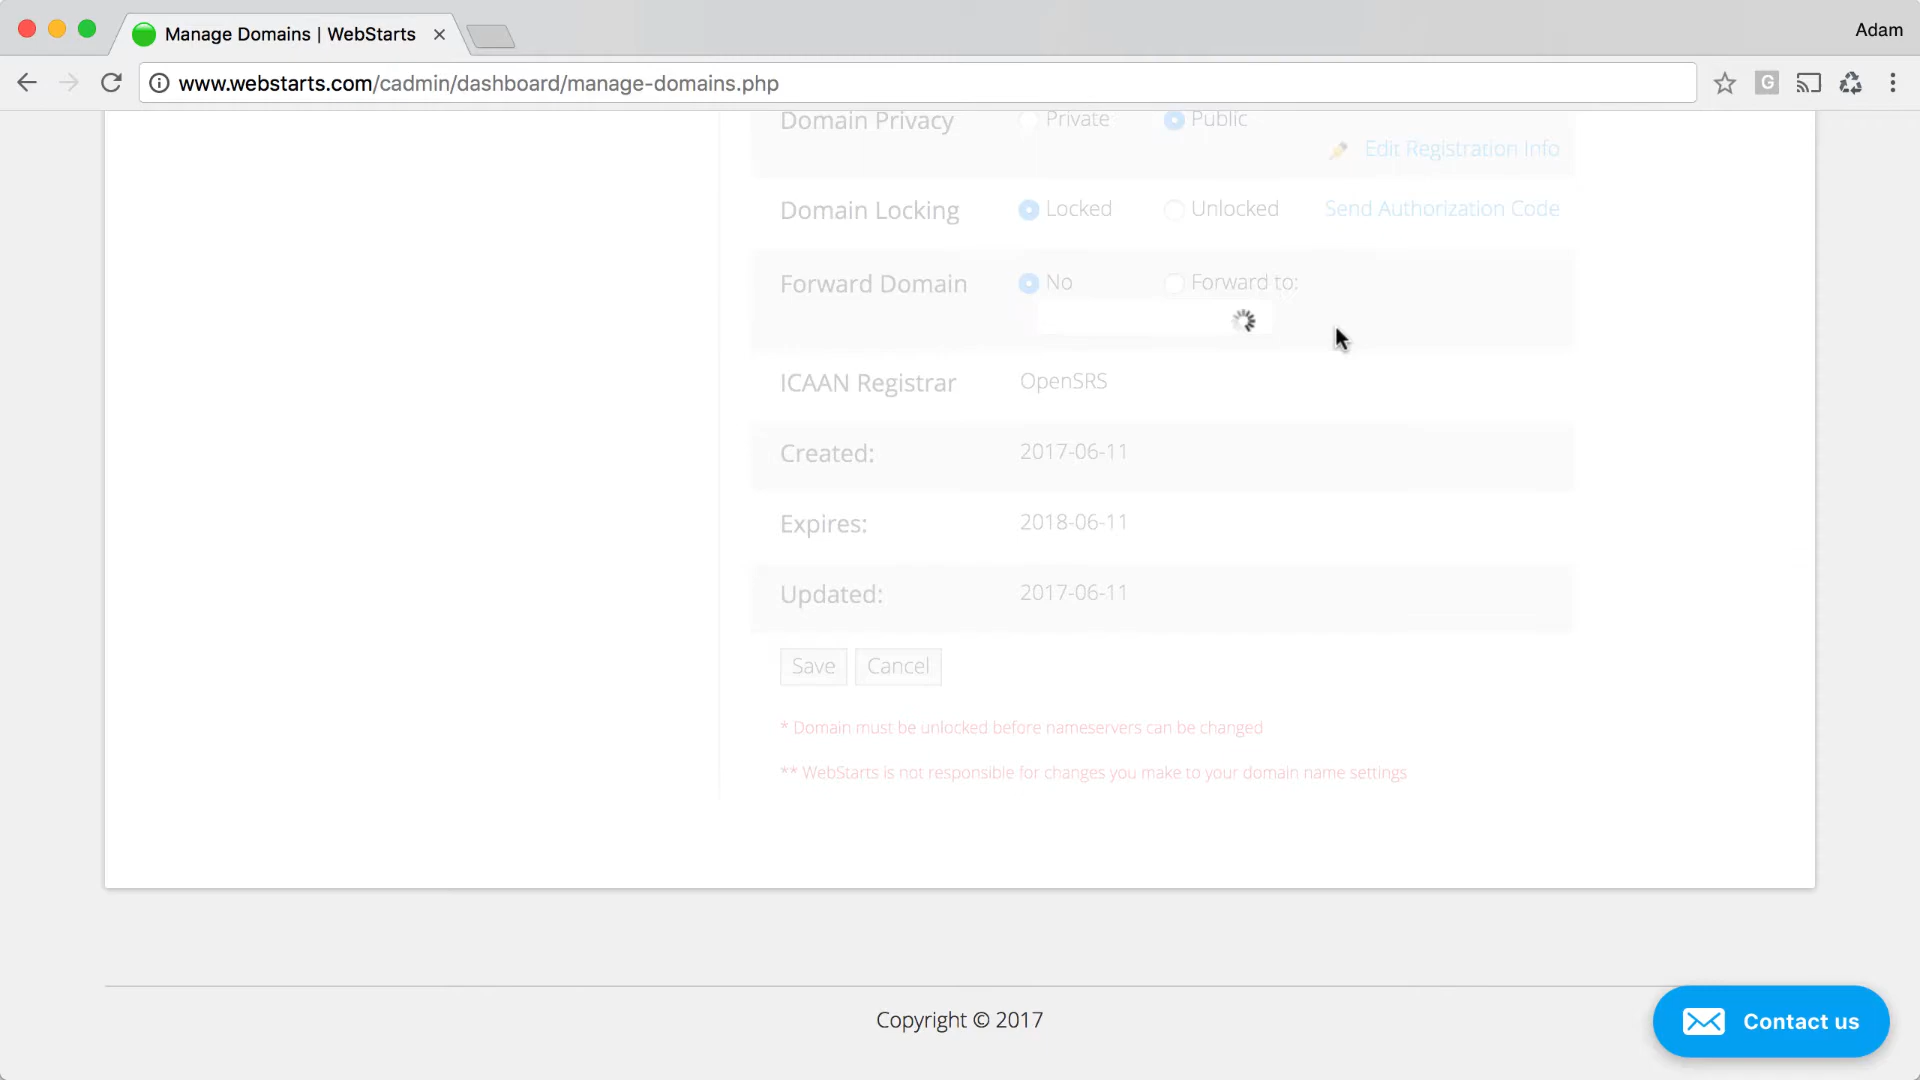 Manage Domains | WebStarts
Adam
www.webstarts.com/cadmin/dashboard/manage-domains.php
G
Domain Privacy Private Public
Edit Registration Info
Domain Locking Locked Unlocked Send Authorization Code
Forward Domain No Forward to:
ICAAN Registrar OpenSRS
Created: 2017-06-11
Expires: 2018-06-11
Updated: 2017-06-11
Save Cancel
* Domain must be unlocked before nameservers can be changed
** WebStarts is not responsible for changes you make to your domain name settings
Copyright © 2017
Contact us